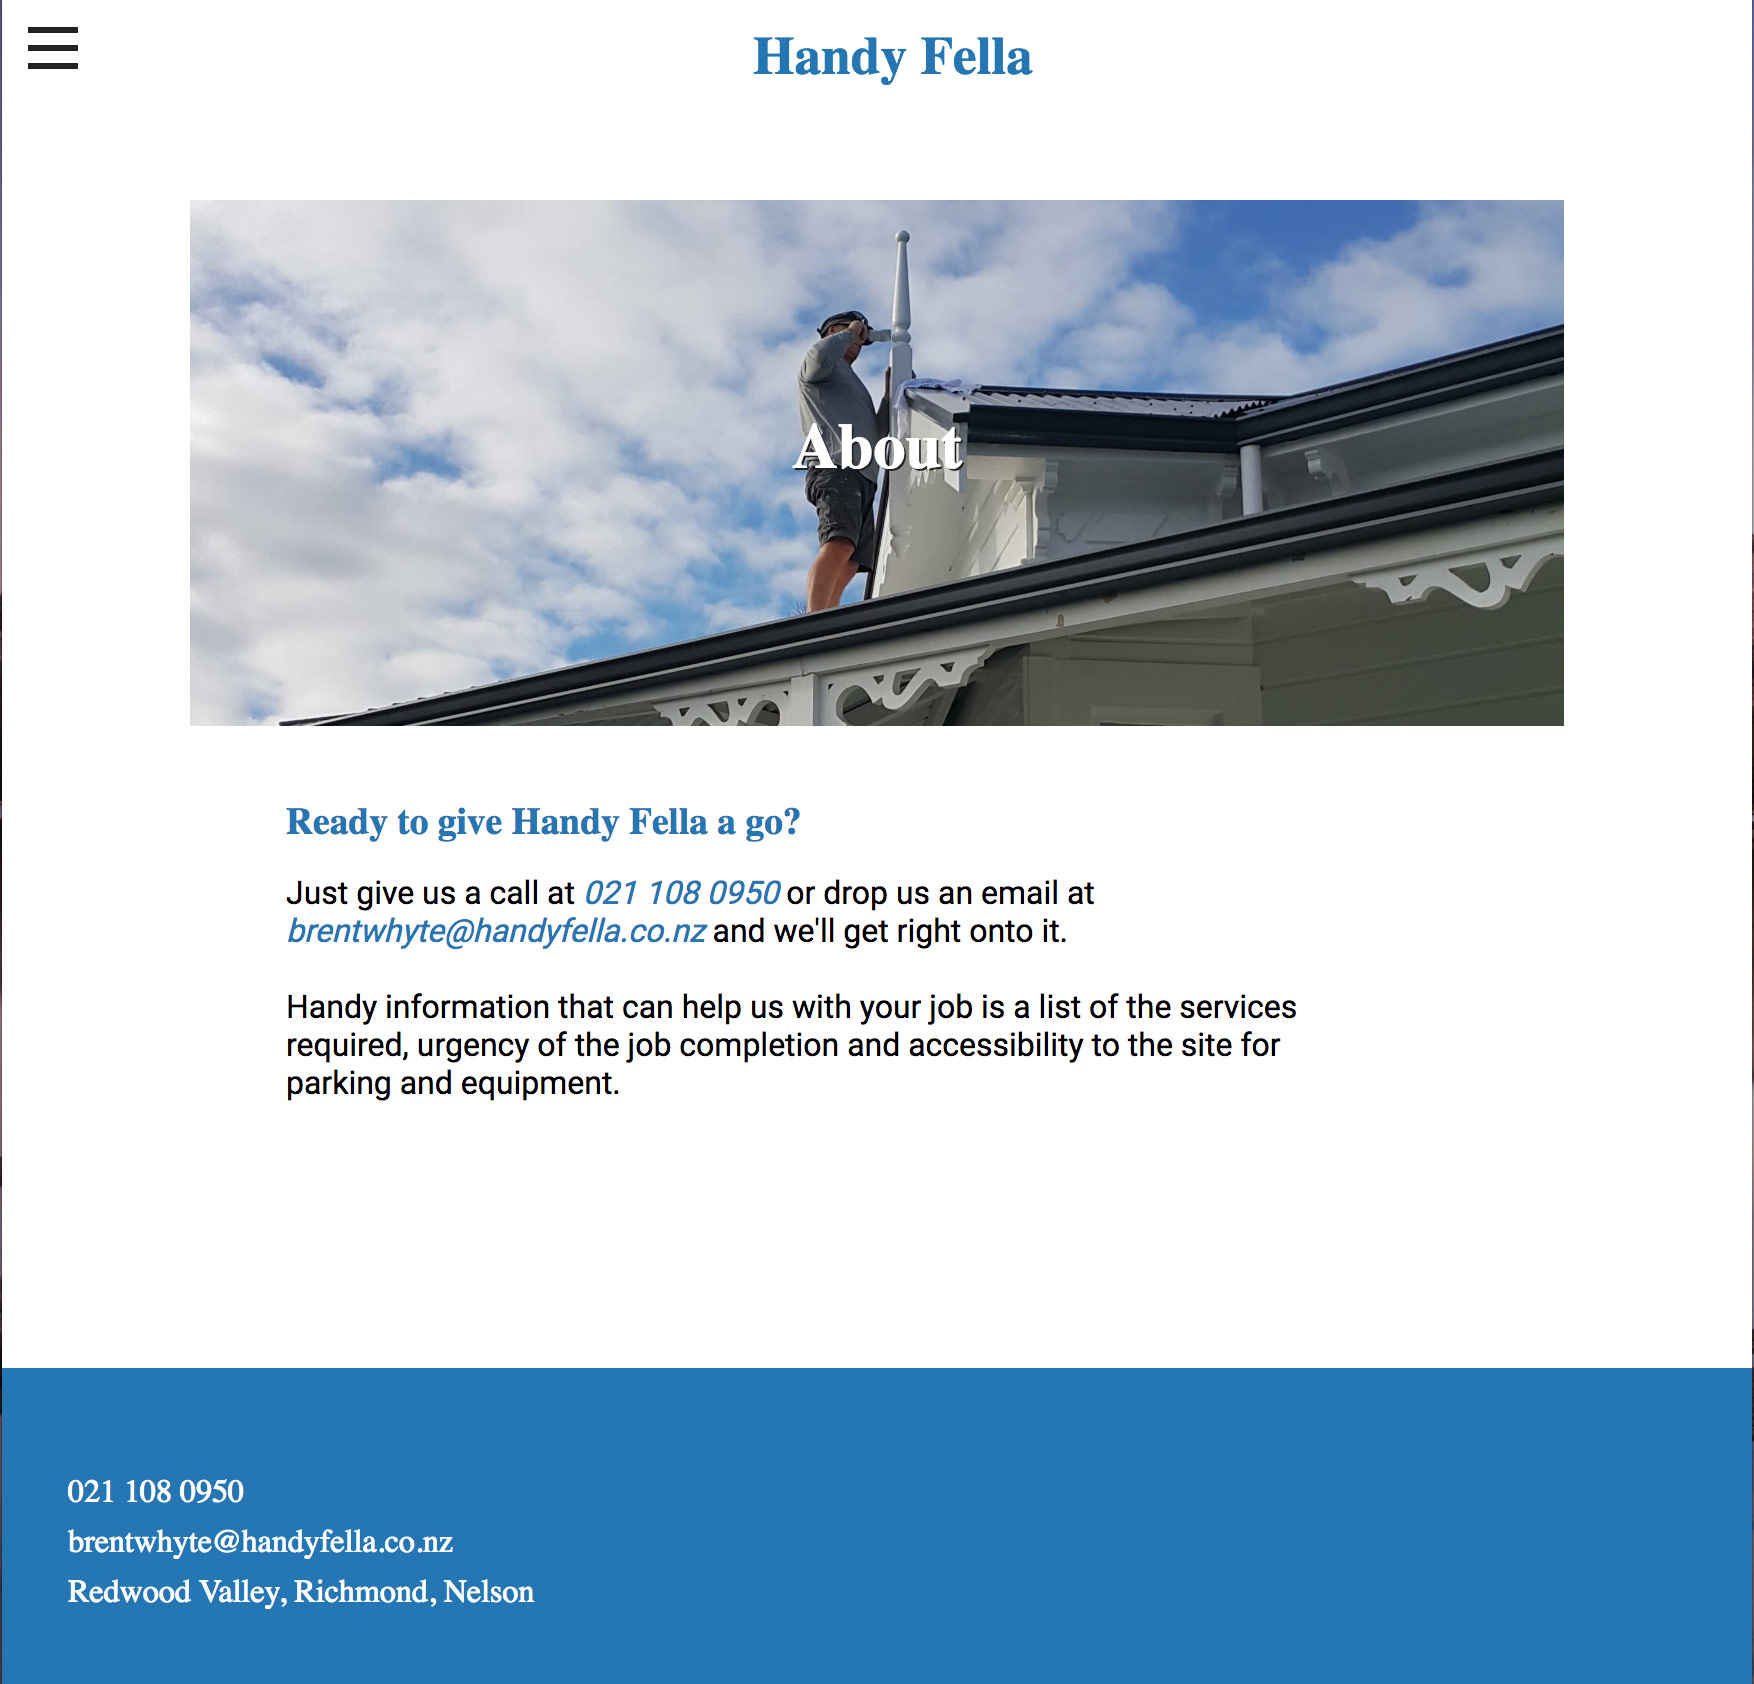 Handy Fella
About
Ready to give Handy Fella a go?
Just give us a call at 021 108 0950 or drop us an email at
brentwhyte@handyfella.co.nz and we'll get right onto it.
Handy information that can help us with your job is a list of the services
required, urgency of the job completion and accessibility to the site for
parking and equipment.
021 108 0950
brentwhyte@handyfella.co.nz
Redwood Valley, Richmond, Nelson